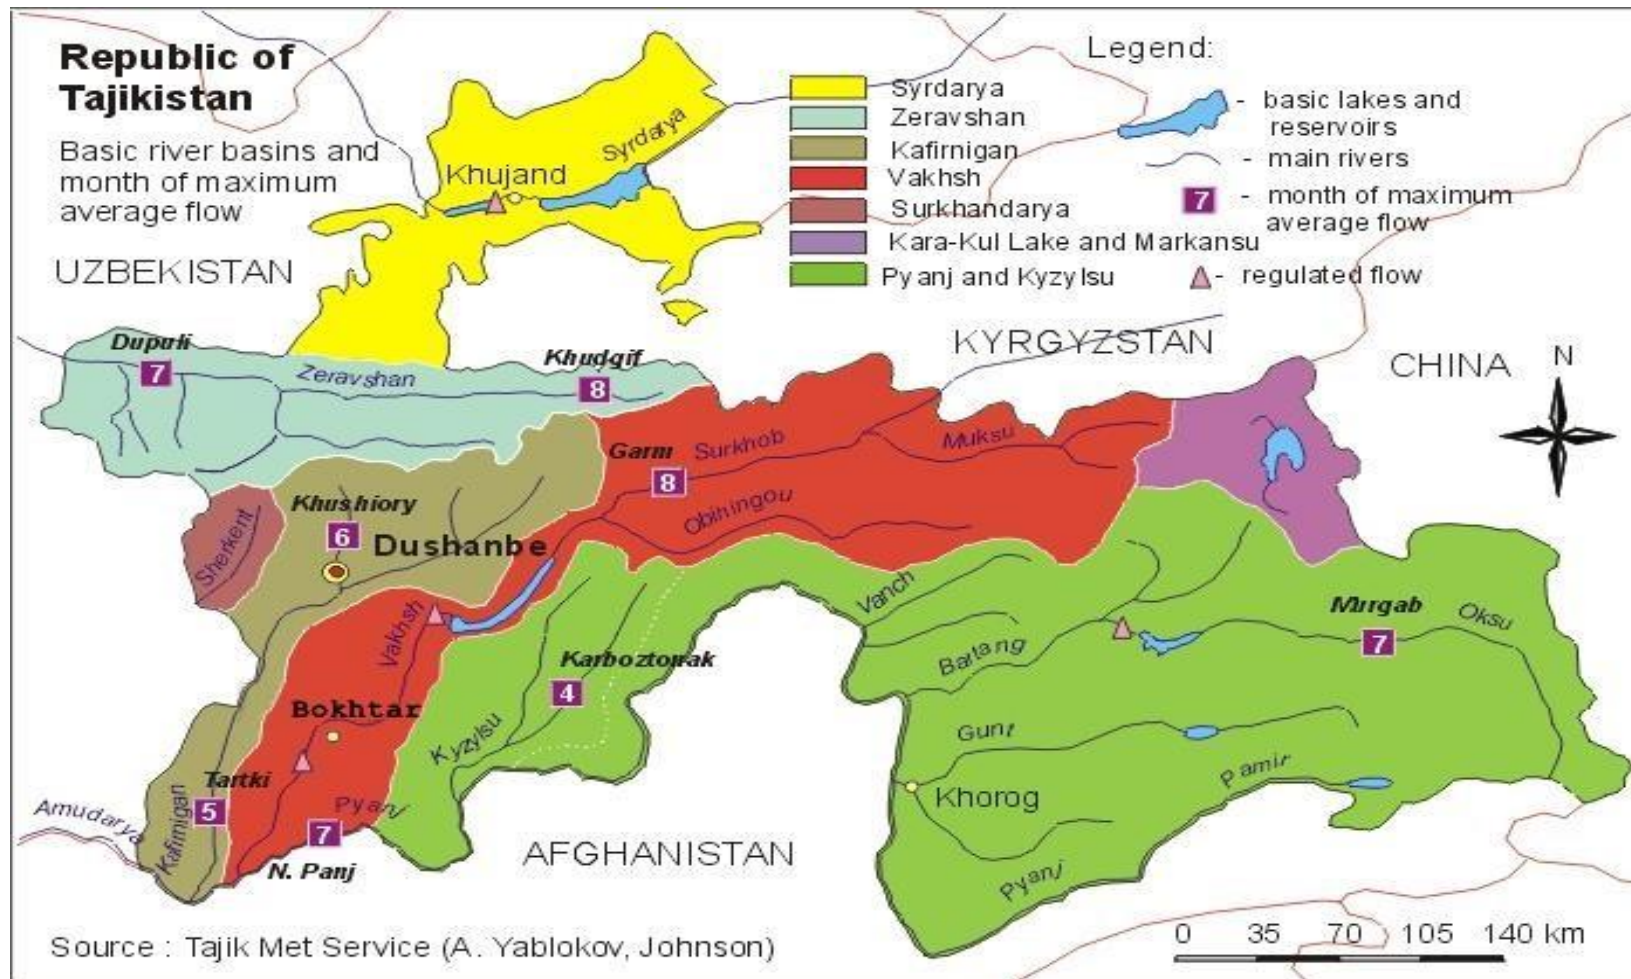 Republic of
Tajikistan
Basic river basins and
month of maximum
average flow
Legend:
Syrdarya
Zeravshan
Kafirnigan
Vakhsh
Surkhandarya
Kara-Kul Lake and Markansu
Pyanj and Kyzylsu
- basic lakes and
reservoirs
- main rivers
7 - month of maximum
average flow
- regulated flow
Syrdarya
Khujand
UZBEKISTAN
KYRGYZSTAN
CHINA
N
Dupuli
7
Zeravshan
Khudgif
8
Garm
8
Surkhob
Muksu
Obihingou
Khushiory
6
Dushanbe
Sherkent
Vakhsh
Vanch
Murgab
7
Oksu
Bartang
Karboztonak
4
Bokhtar
Kyzylsu
Gunt
Pamir
Khorog
Tartki
5
Kafirnigan
Pyanj
7
N. Panj
Amudarya
AFGHANISTAN
Pyanj
Source : Tajik Met Service (A. Yablokov, Johnson)
0 35 70 105 140 km